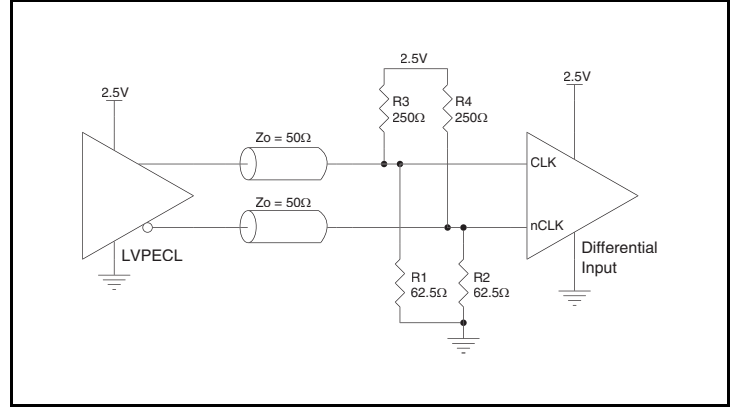 2.5V
2.5V
2.5V
R3
250Ω
R4
250Ω
Zo = 50Ω
CLK
Zo = 50Ω
nCLK
LVPECL
Differential
Input
R1
62.5Ω
R2
62.5Ω